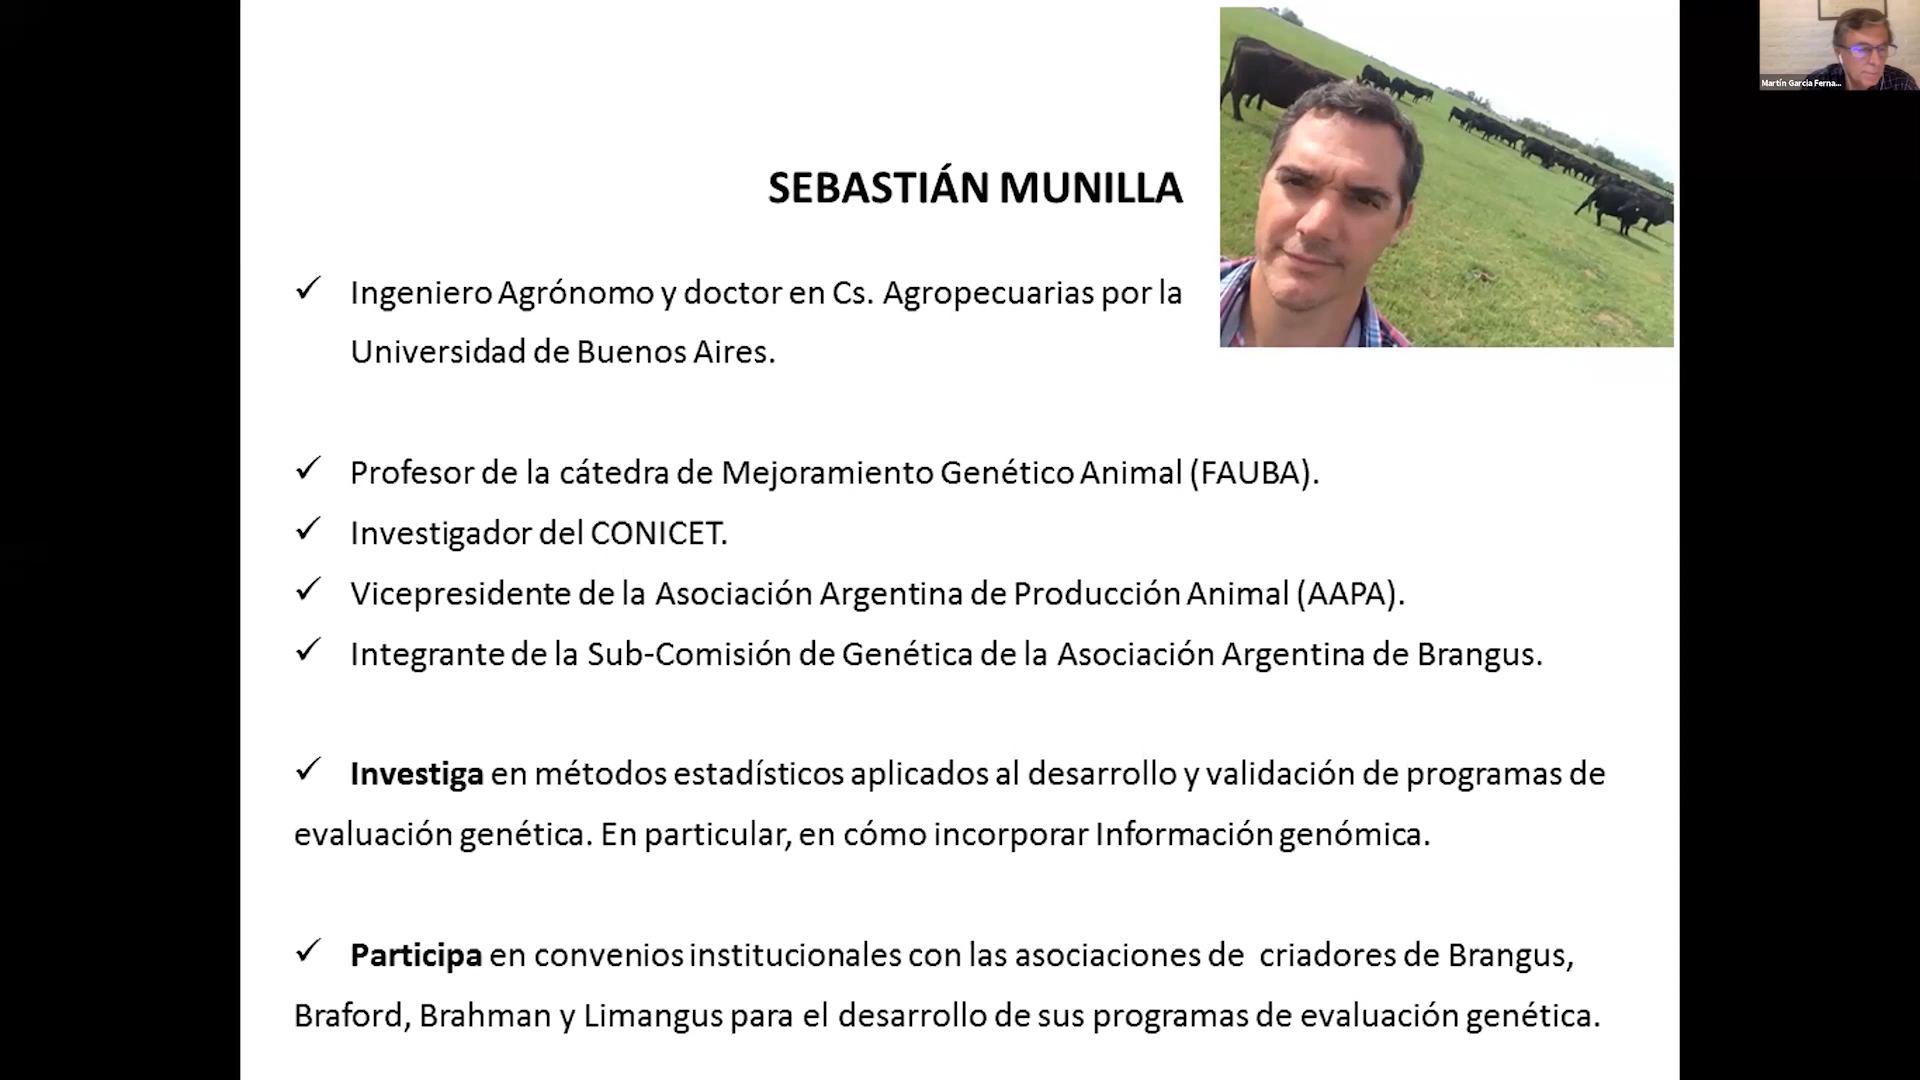 Martín García Ferna...
SEBASTIÁN MUNILLA
✓ Ingeniero Agrónomo y doctor en Cs. Agropecuarias por la
Universidad de Buenos Aires.
✓ Profesor de la cátedra de Mejoramiento Genético Animal (FAUBA).
✓ Investigador del CONICET.
✓ Vicepresidente de la Asociación Argentina de Producción Animal (AAPA).
✓ Integrante de la Sub-Comisión de Genética de la Asociación Argentina de Brangus.
✓ Investiga en métodos estadísticos aplicados al desarrollo y validación de programas de
evaluación genética. En particular, en cómo incorporar Información genómica.
✓ Participa en convenios institucionales con las asociaciones de criadores de Brangus,
Braford, Brahman y Limangus para el desarrollo de sus programas de evaluación genética.